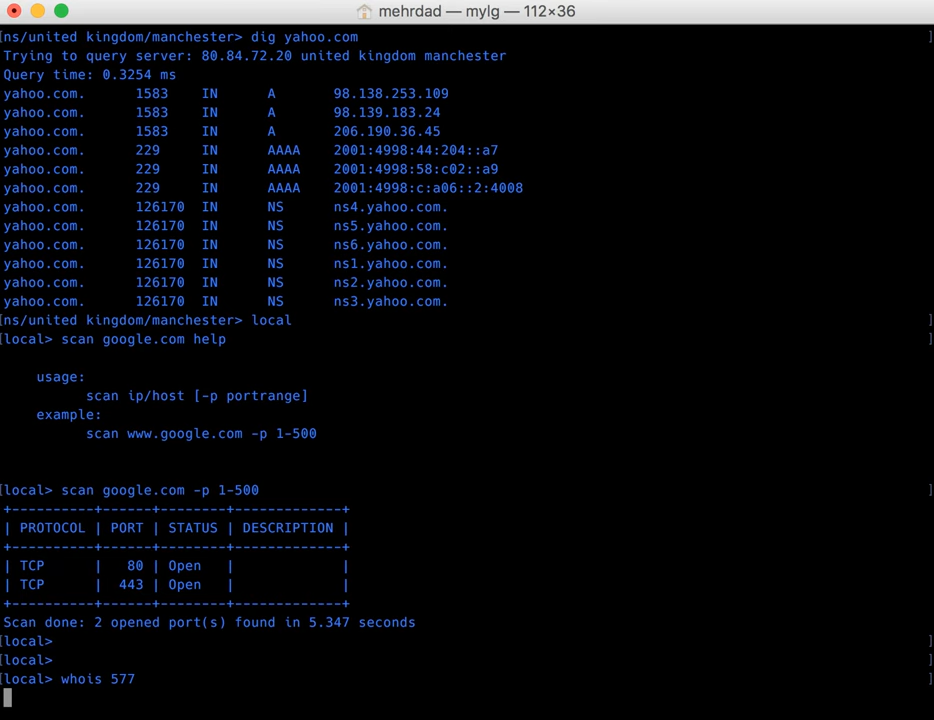 mehrdad — mylg — 112×36
[ns/united kingdom/manchester> dig yahoo.com ]
Trying to query server: 80.84.72.20 united kingdom manchester
Query time: 0.3254 ms
yahoo.com. 1583 IN A 98.138.253.109
yahoo.com. 1583 IN A 98.139.183.24
yahoo.com. 1583 IN A 206.190.36.45
yahoo.com. 229 IN AAAA 2001:4998:44:204::a7
yahoo.com. 229 IN AAAA 2001:4998:58:c02::a9
yahoo.com. 229 IN AAAA 2001:4998:c:a06::2:4008
yahoo.com. 126170 IN NS ns4.yahoo.com.
yahoo.com. 126170 IN NS ns5.yahoo.com.
yahoo.com. 126170 IN NS ns6.yahoo.com.
yahoo.com. 126170 IN NS ns1.yahoo.com.
yahoo.com. 126170 IN NS ns2.yahoo.com.
yahoo.com. 126170 IN NS ns3.yahoo.com.
[ns/united kingdom/manchester> local ]
[local> scan google.com help ]
usage:
scan ip/host [-p portrange]
example:
scan www.google.com -p 1-500
[local> scan google.com -p 1-500 ]
+----------+------+--------+-------------+
| PROTOCOL | PORT | STATUS | DESCRIPTION |
+----------+------+--------+-------------+
| TCP | 80 | Open | |
| TCP | 443 | Open | |
+----------+------+--------+-------------+
Scan done: 2 opened port(s) found in 5.347 seconds
[local> ]
[local> ]
[local> whois 577 ]